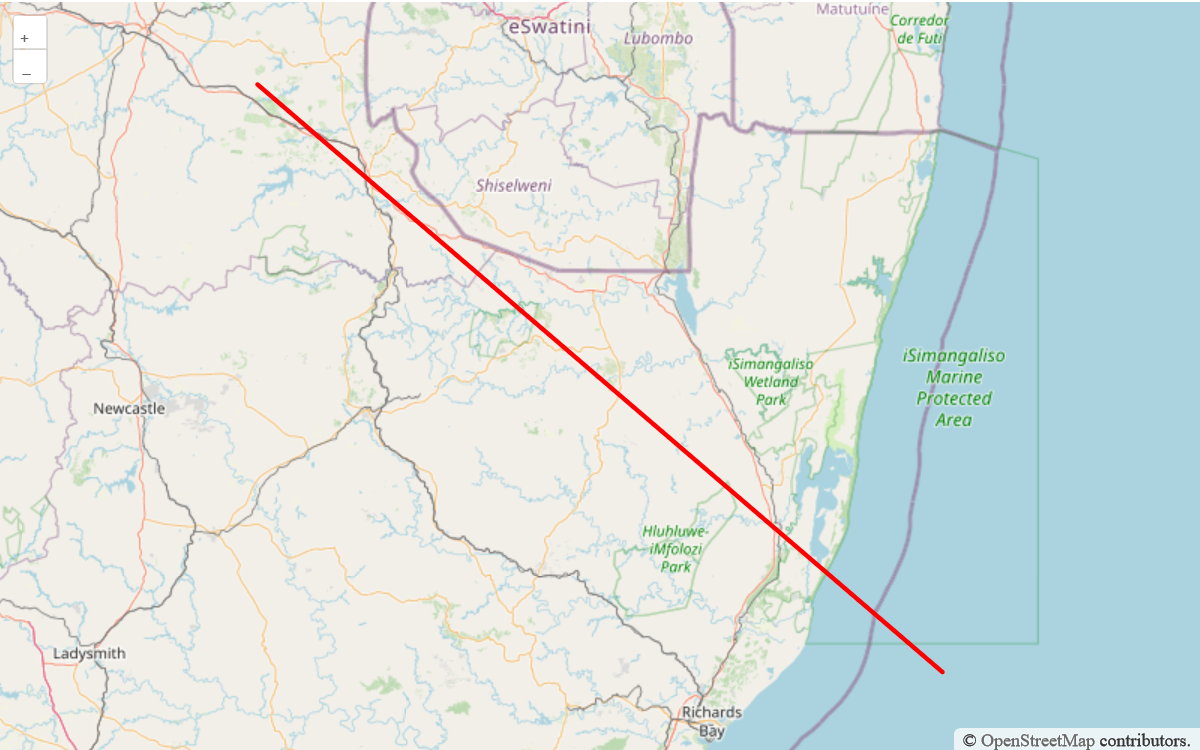 +
–
eSwatini
Matutuíne
Corredor
de Futi
Lubombo
Shiselweni
iSimangaliso
Marine
Protected
Area
iSimangaliso
Wetland
Park
Newcastle
Hluhluwe-
iMfolozi
Park
Ladysmith
Richards
Bay
© OpenStreetMap contributors.